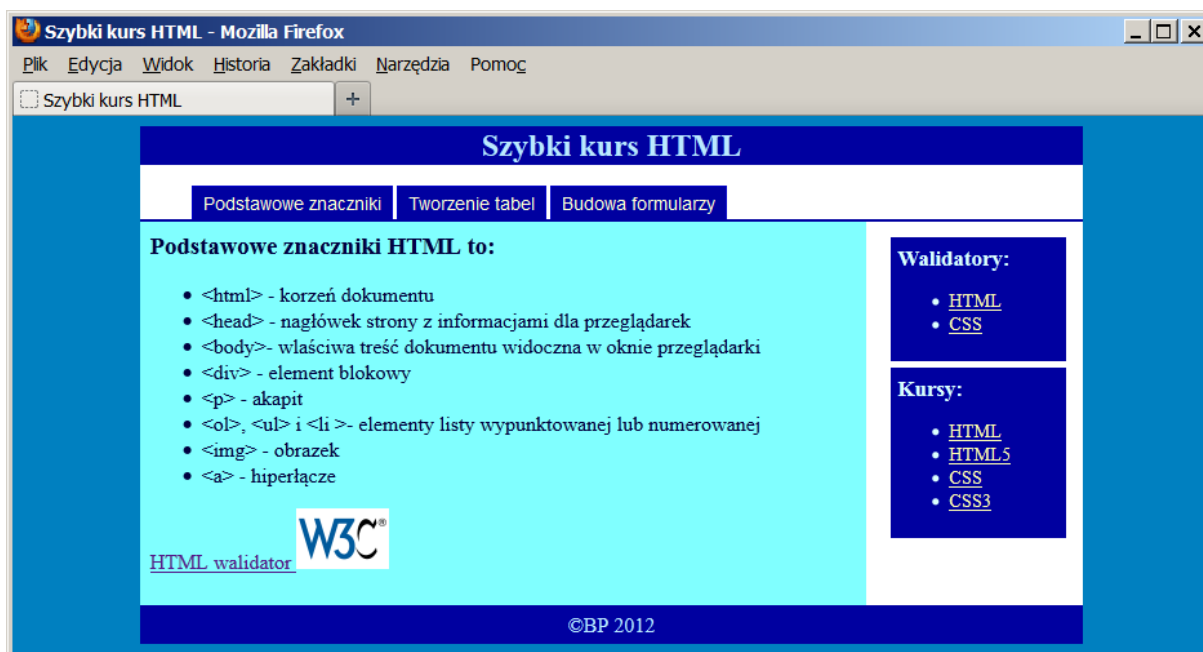 Szybki kurs HTML - Mozilla Firefox
Plik Edycja Widok Historia Zakładki Narzędzia Pomoc
Szybki kurs HTML +
Szybki kurs HTML
Podstawowe znaczniki Tworzenie tabel Budowa formularzy
Podstawowe znaczniki HTML to:
• <html> - korzeń dokumentu
• <head> - nagłówek strony z informacjami dla przeglądarek
• <body>- wlaściwa treść dokumentu widoczna w oknie przeglądarki
• <div> - element blokowy
• <p> - akapit
• <ol>, <ul> i <li >- elementy listy wypunktowanej lub numerowanej
• <img> - obrazek
• <a> - hiperłącze
HTML walidator W3C®
Walidatory:
• HTML
• CSS
Kursy:
• HTML
• HTML5
• CSS
• CSS3
©BP 2012